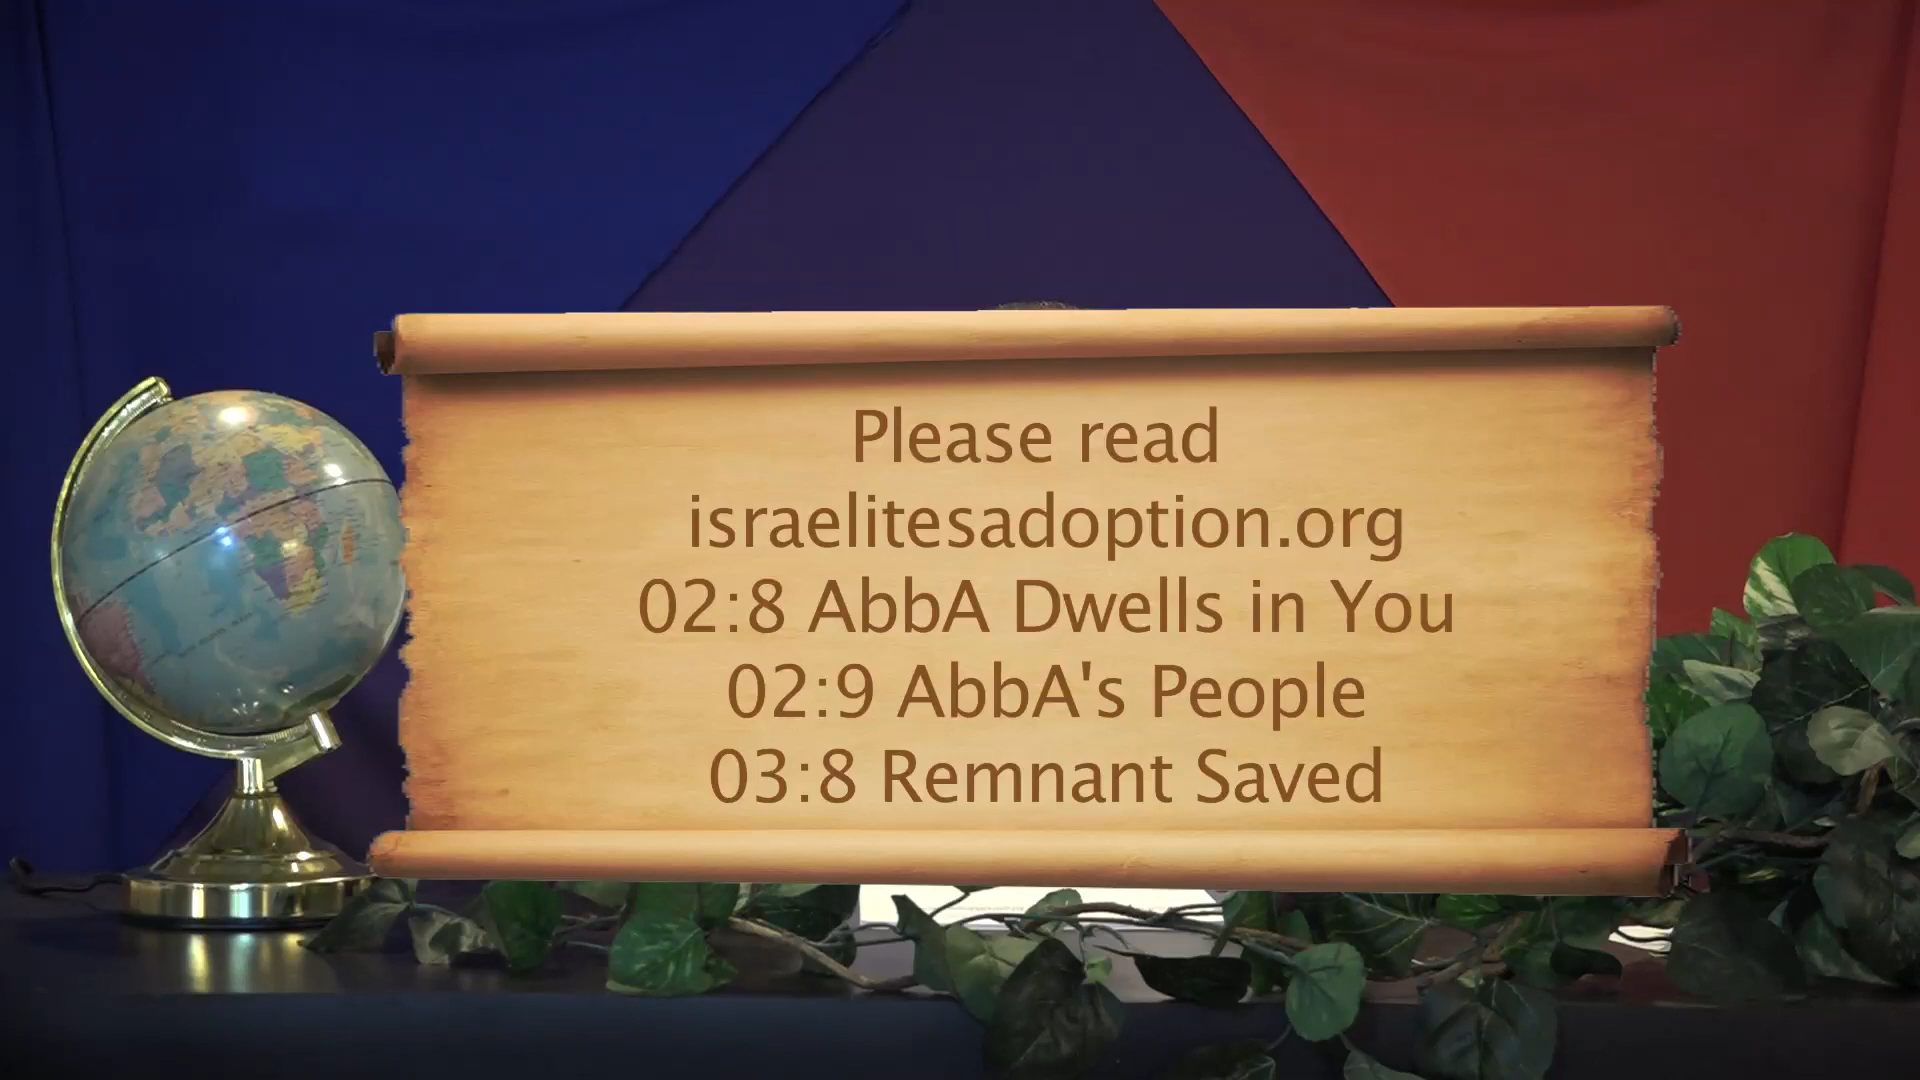 Please read
israelitesadoption.org
02:8 AbbA Dwells in You
02:9 AbbA's People
03:8 Remnant Saved